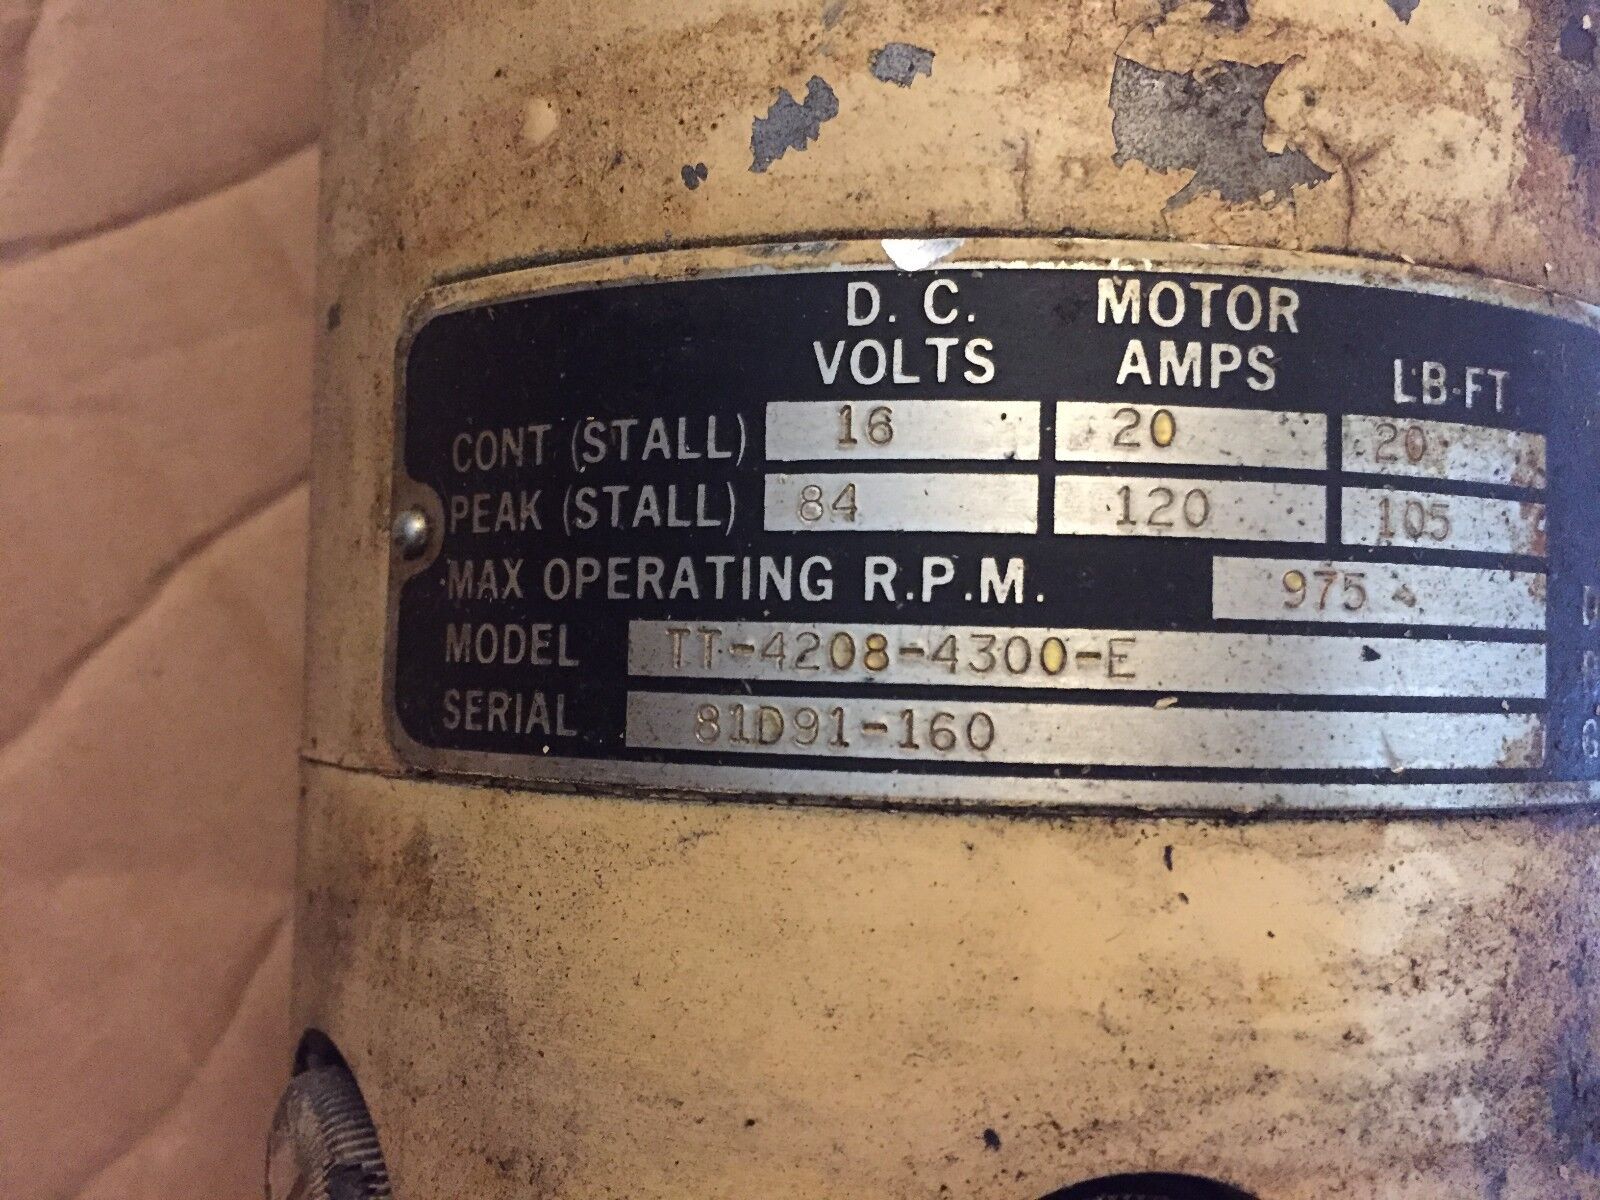 D. C. MOTOR
VOLTS AMPS LB-FT
CONT (STALL) 16 20 20
PEAK (STALL) 84 120 105
MAX OPERATING R.P.M. 975
MODEL TT-4208-4300-E
SERIAL 81D91-160